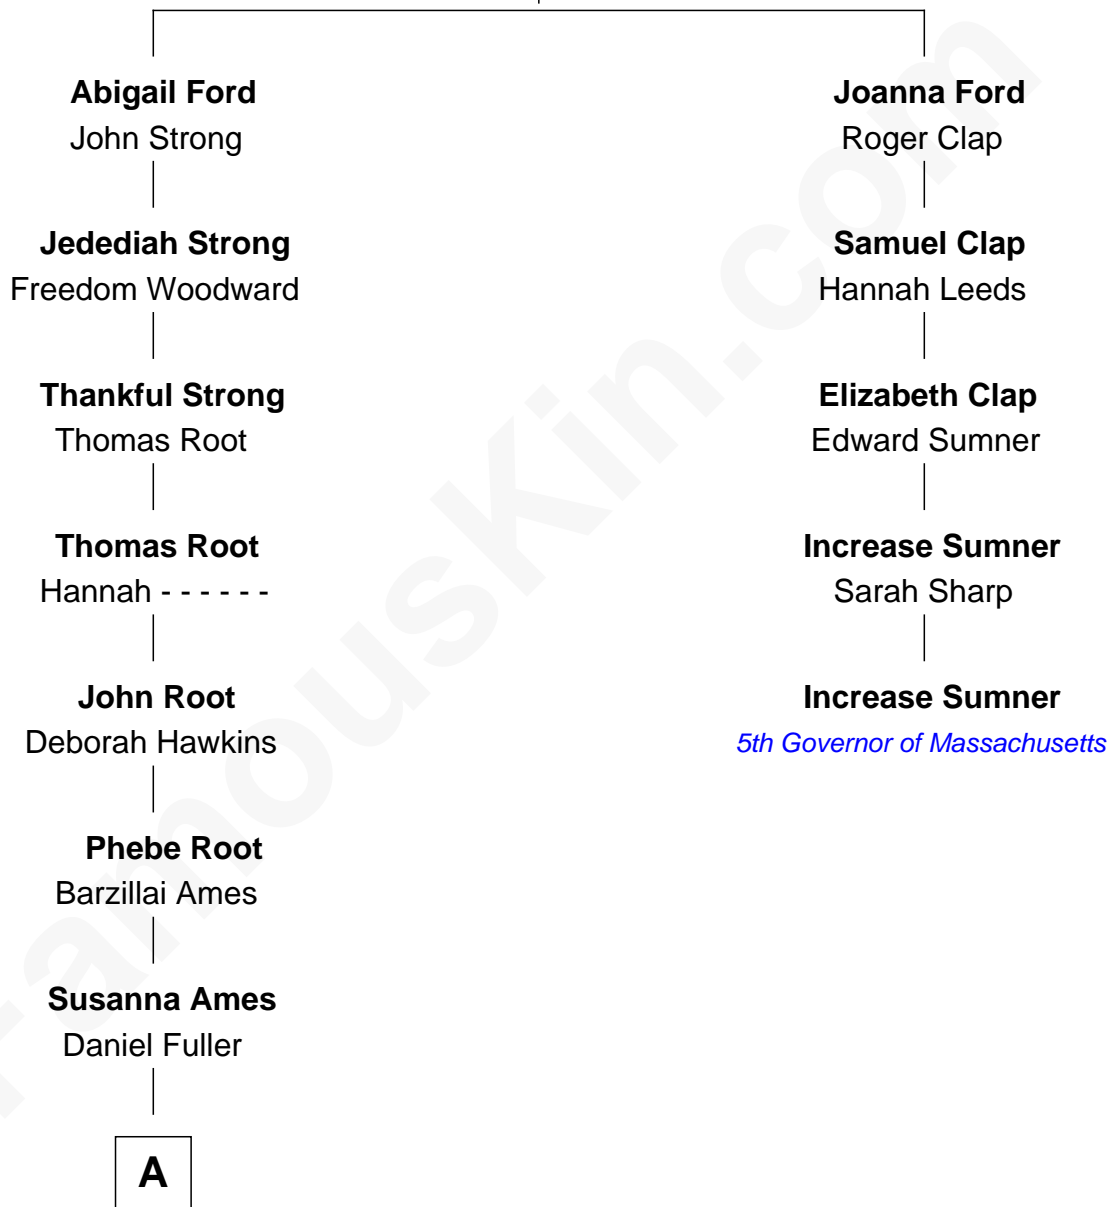 Abigail Ford
John Strong
Joanna Ford
Roger Clap
Jedediah Strong
Freedom Woodward
Samuel Clap
Hannah Leeds
Thankful Strong
Thomas Root
Elizabeth Clap
Edward Sumner
Thomas Root
Hannah - - - - - -
Increase Sumner
Sarah Sharp
John Root
Deborah Hawkins
Increase Sumner
5th Governor of Massachusetts
Phebe Root
Barzillai Ames
Susanna Ames
Daniel Fuller
A
FamousKin.com